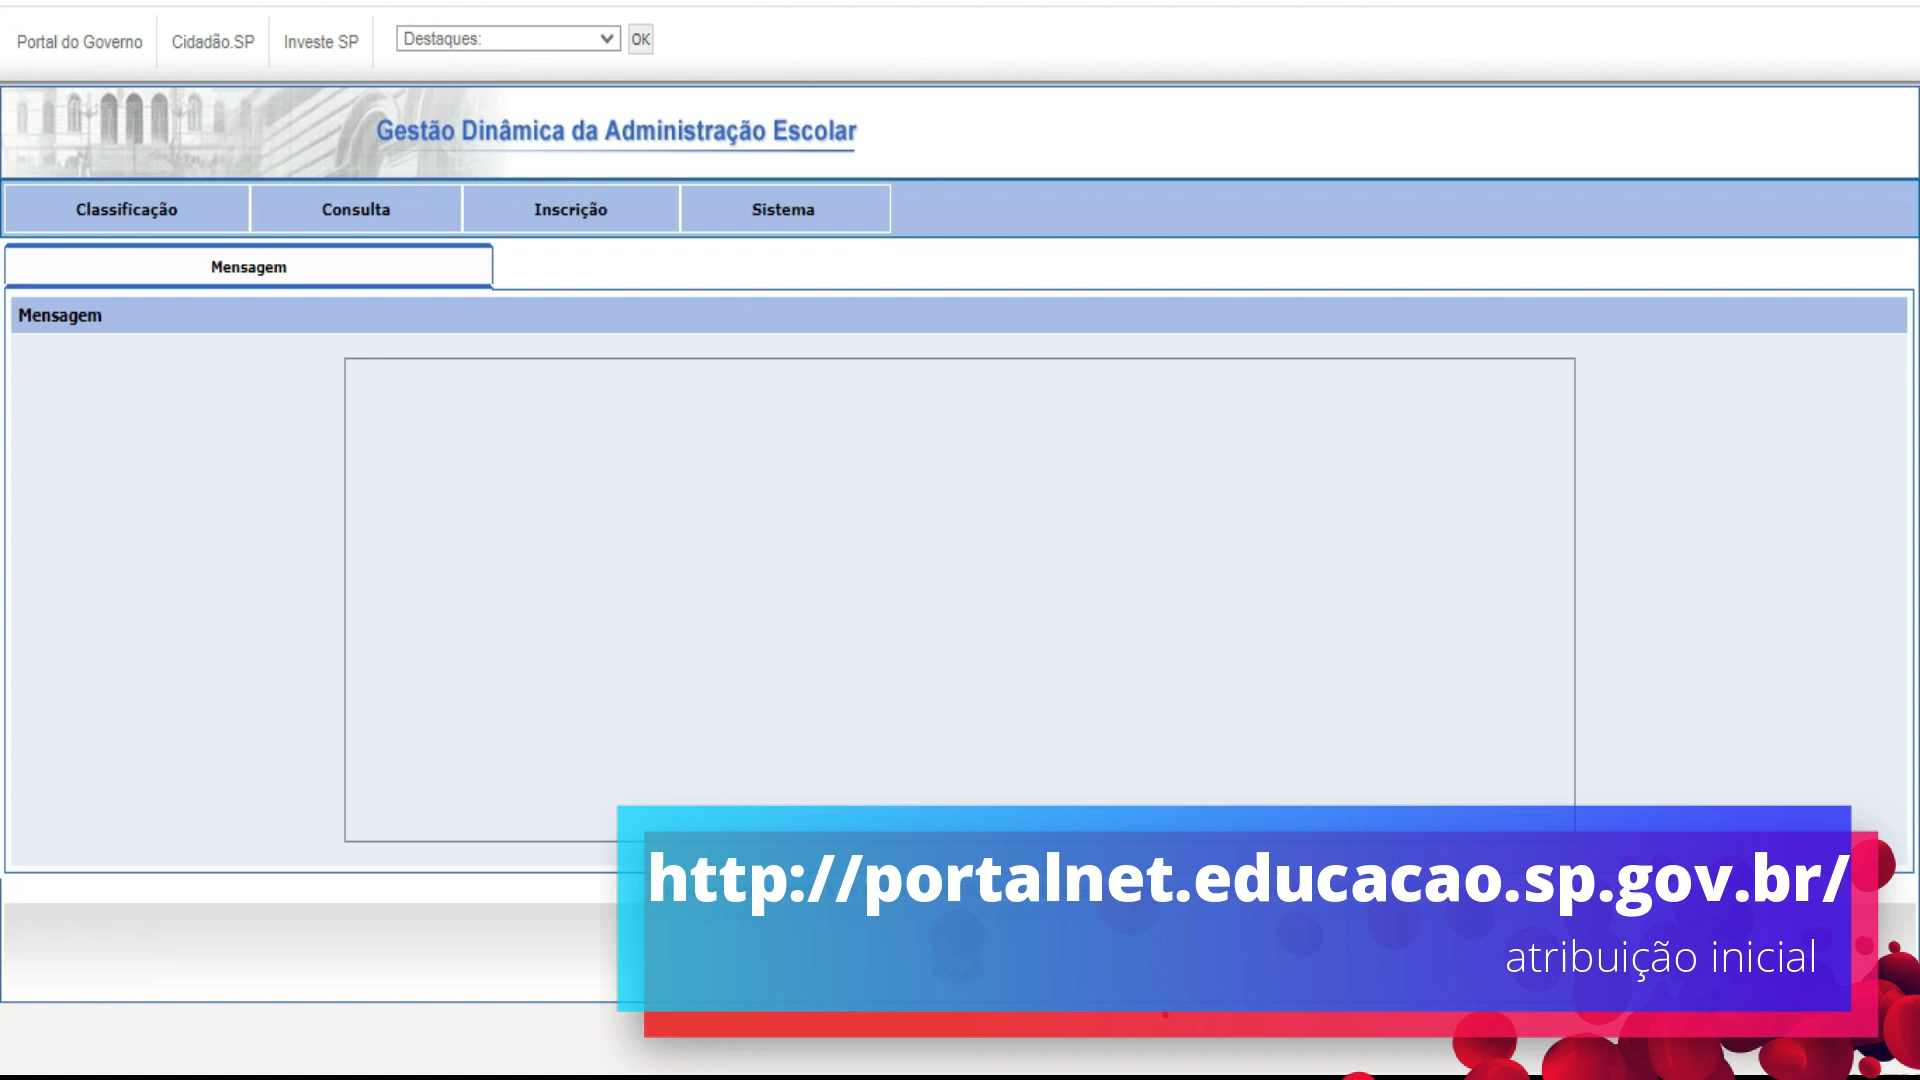 Portal do Governo
Cidadão.SP
Investe SP
Destaques:
OK
Gestão Dinâmica da Administração Escolar
Classificação
Consulta
Inscrição
Sistema
Mensagem
Mensagem
http://portalnet.educacao.sp.gov.br/
atribuição inicial